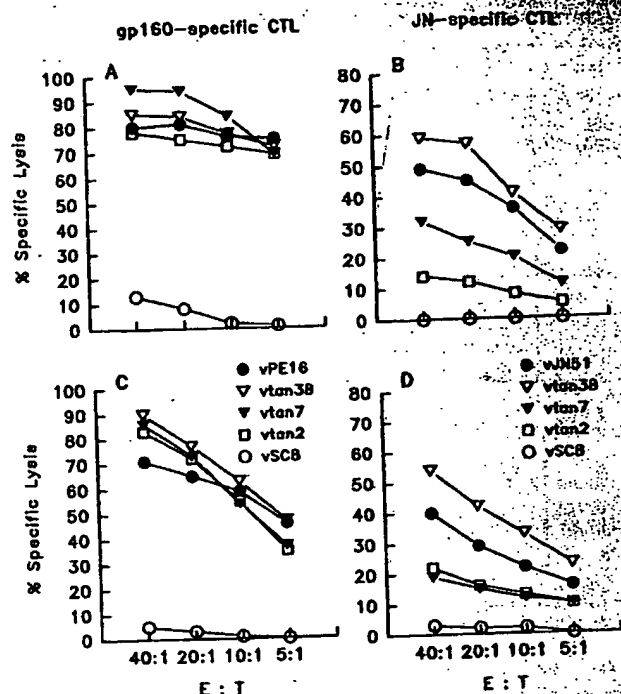 gp160-specific CTL
JN-specific CTL
A
100
90
80
70
60
50
40
30
20
10
0
% Specific Lysis
B
80
70
60
50
40
30
20
10
0
C
100
90
80
70
60
50
40
30
20
10
0
% Specific Lysis
vPE16
vtan38
vtan7
vtan2
vSC8
40:1 20:1 10:1 5:1
E : T
D
80
70
60
50
40
30
20
10
0
vJN51
vtan38
vtan7
vtan2
vSC8
40:1 20:1 10:1 5:1
E : T